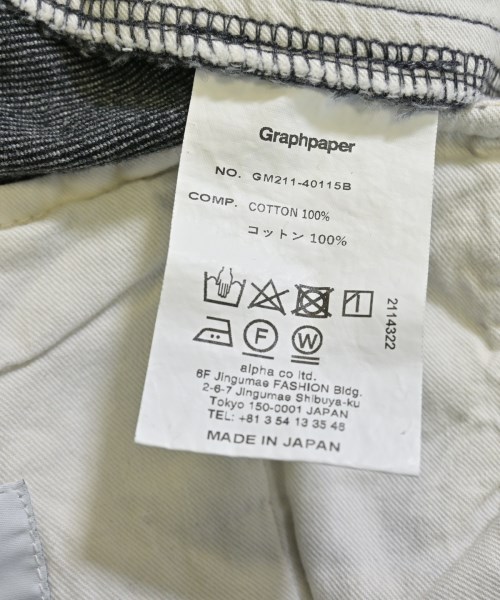 Graphpaper
NO. GM211-40115B
COMP. COTTON 100%
コットン 100%
2114322
F
W
alpha co ltd.
6F Jingumae FASHION Bldg.
2-6-7 Jingumae Shibuya-ku
Tokyo 150-0001 JAPAN
TEL: +81 3 54 13 35 48
MADE IN JAPAN